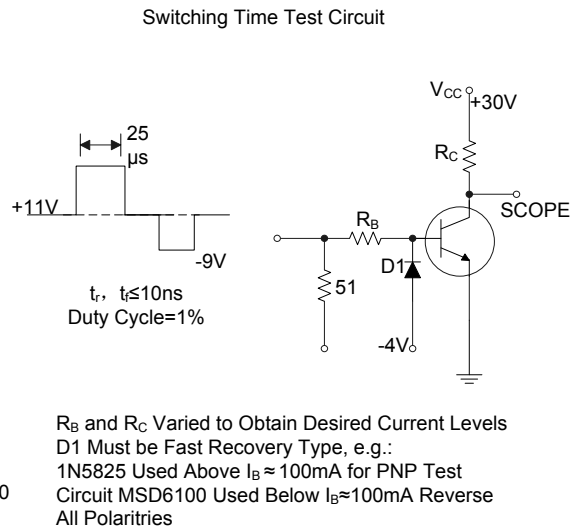 Switching Time Test Circuit
25
μs
+11V
-9V
tr, tf≤10ns
Duty Cycle=1%
VCC
+30V
RC
SCOPE
RB
D1
51
-4V
RB and RC Varied to Obtain Desired Current Levels
D1 Must be Fast Recovery Type, e.g.:
1N5825 Used Above IB≈100mA for PNP Test
0
Circuit MSD6100 Used Below IB≈100mA Reverse
All Polaritries